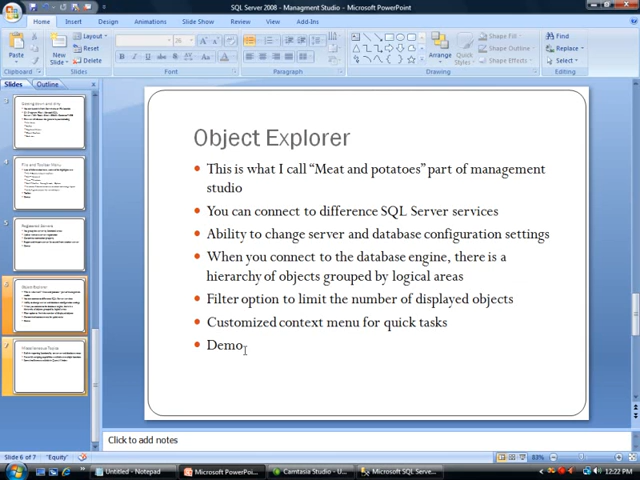 SQL Server 2008 - Managment Studio - Microsoft PowerPoint
Home Insert Design Animations Slide Show Review View Add-Ins
Paste
New Slide
Layout
Reset
Delete
Arrange
Quick Styles
Shape Fill
Shape Outline
Shape Effects
Find
Replace
Select
Clipboard Slides Font Paragraph Drawing Editing
Slides Outline
Object Explorer
This is what I call “Meat and potatoes” part of management
studio
You can connect to difference SQL Server services
Ability to change server and database configuration settings
When you connect to the database engine, there is a
hierarchy of objects grouped by logical areas
Filter option to limit the number of displayed objects
Customized context menu for quick tasks
Demo
Click to add notes
Slide 6 of 7 "Equity" 83%
Untitled - Notepad Microsoft PowerPo... Camtasia Studio - U... Microsoft SQL Serve... 12:22 PM